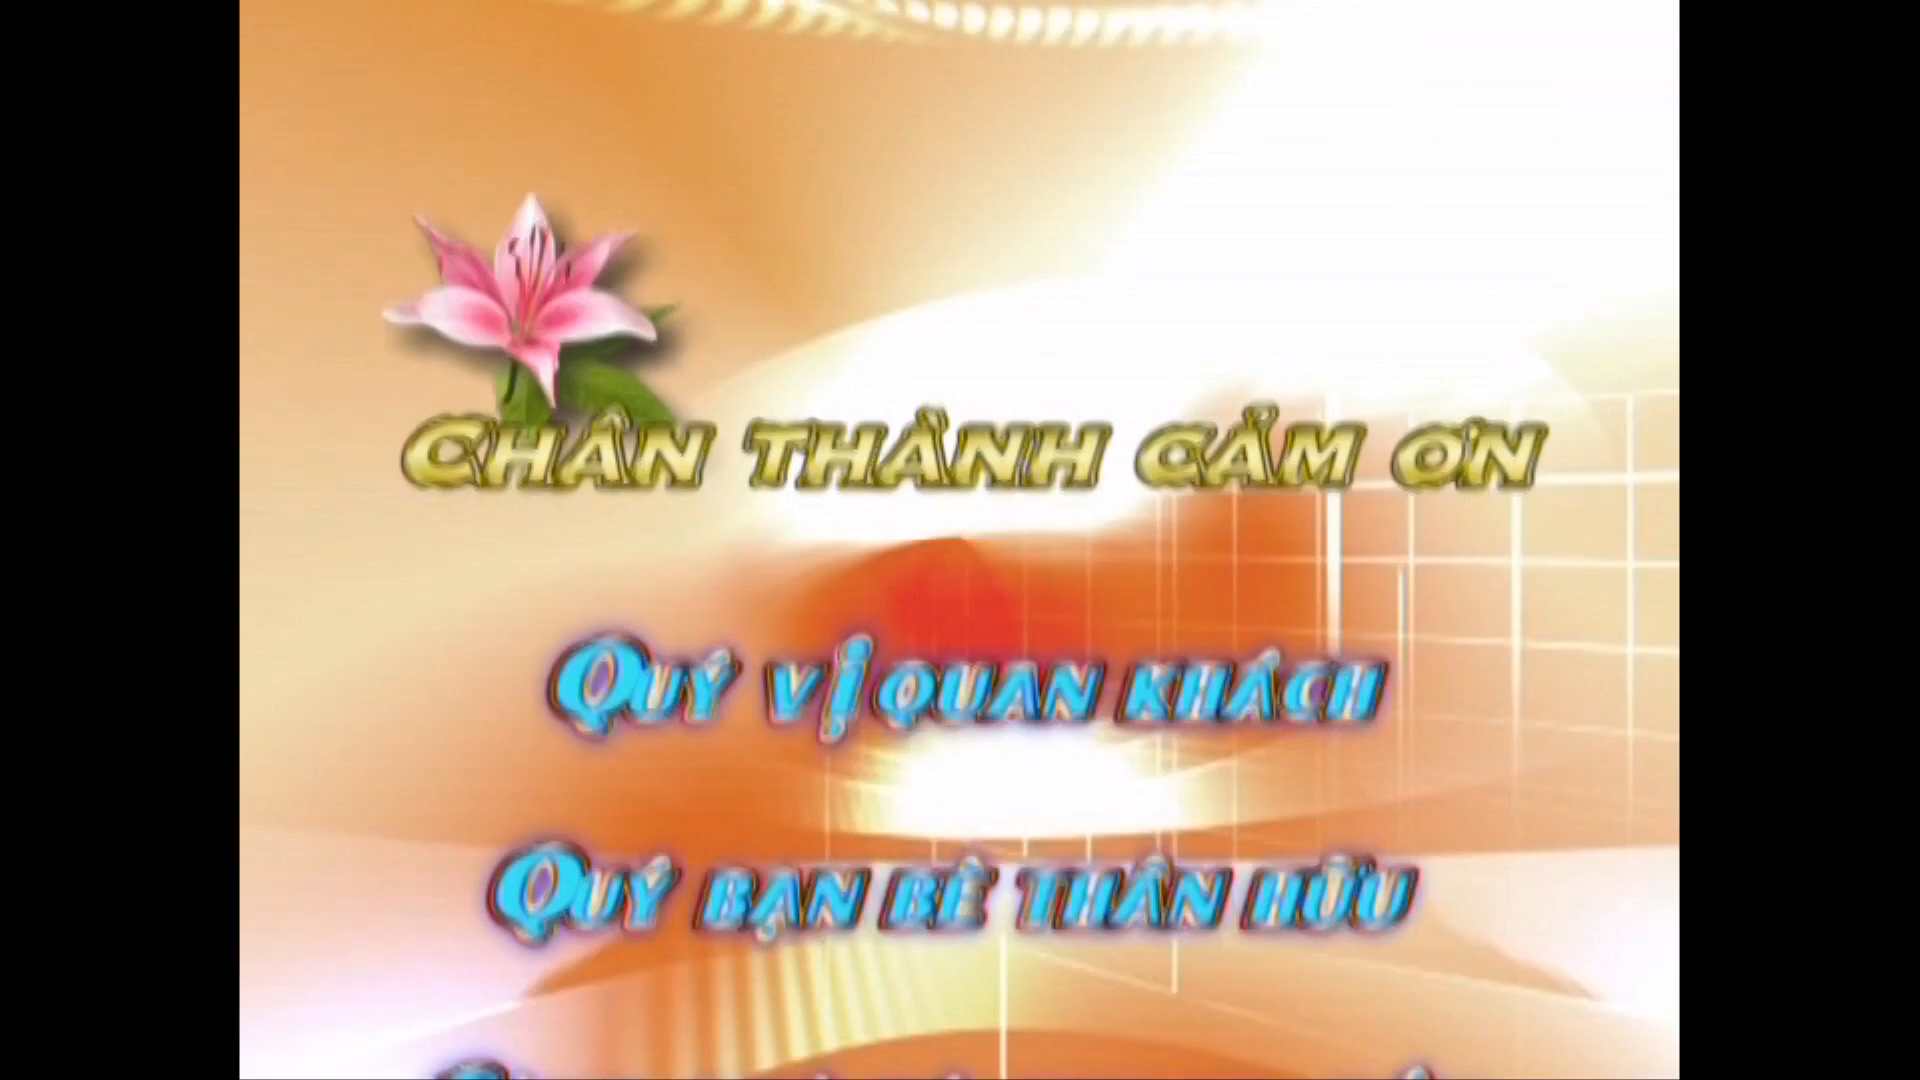 CHÂN THÀNH CẢM ƠN
QUÝ VỊ QUAN KHÁCH
QUÝ BẠN BÈ THÂN HỮU